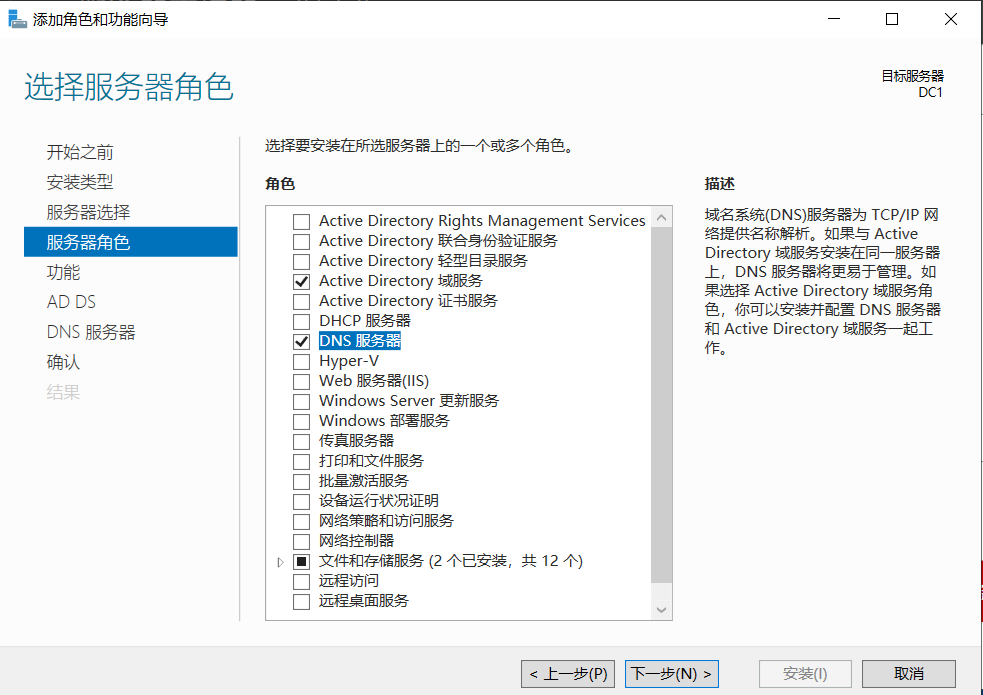 添加角色和功能向导
选择服务器角色
目标服务器
DC1
开始之前
安装类型
服务器选择
服务器角色
功能
AD DS
DNS 服务器
确认
结果
选择要安装在所选服务器上的一个或多个角色。
角色
Active Directory Rights Management Services
Active Directory 联合身份验证服务
Active Directory 轻型目录服务
Active Directory 域服务
Active Directory 证书服务
DHCP 服务器
DNS 服务器
Hyper-V
Web 服务器(IIS)
Windows Server 更新服务
Windows 部署服务
传真服务器
打印和文件服务
批量激活服务
设备运行状况证明
网络策略和访问服务
网络控制器
文件和存储服务 (2 个已安装，共 12 个)
远程访问
远程桌面服务
描述
域名系统(DNS)服务器为 TCP/IP 网
络提供名称解析。如果与 Active
Directory 域服务安装在同一服务器
上，DNS 服务器将更易于管理。如
果选择 Active Directory 域服务角
色，你可以安装并配置 DNS 服务器
和 Active Directory 域服务一起工
作。
< 上一步(P)
下一步(N) >
安装(I)
取消